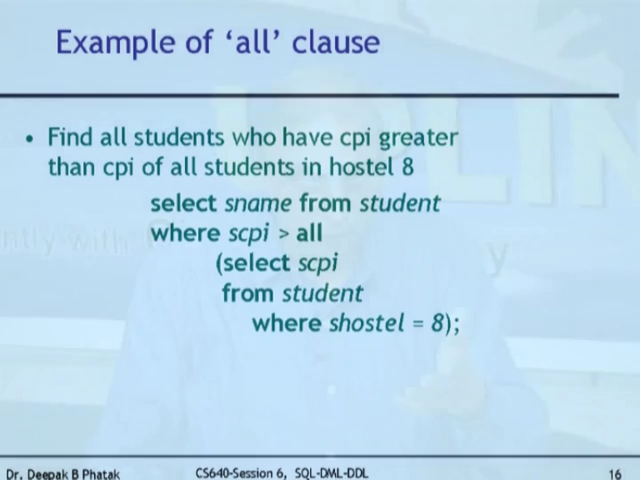 Example of ‘all’ clause
• Find all students who have cpi greater
than cpi of all students in hostel 8
select sname from student
where scpi > all
(select scpi
from student
where shostel = 8);
Dr. Deepak B Phatak
CS640-Session 6, SQL-DML-DDL
16